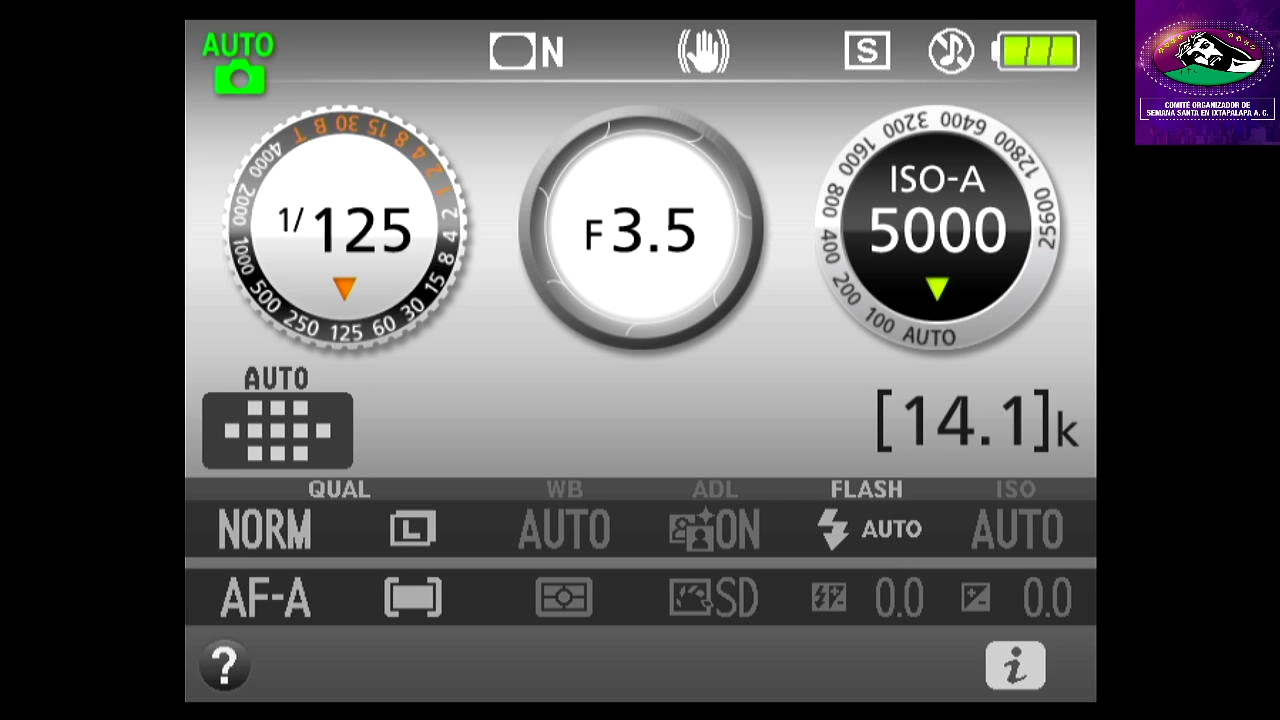 AUTO
N
S
COMITÉ ORGANIZADOR DE
SEMANA SANTA EN IXTAPALAPA A. C.
4000 T B 30 15 8 4 2 1 2 4 8 15 30 60 125 250 500 1000 2000
1/125
F3.5
AUTO 100 200 400 800 1600 3200 6400 12800 25600
ISO-A
5000
AUTO
[14.1]k
QUAL WB ADL FLASH ISO
NORM L AUTO ON AUTO AUTO
AF-A SD 0.0 0.0
? i